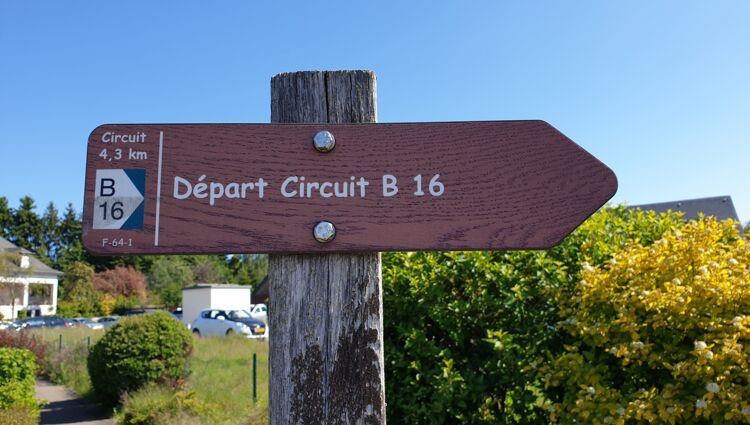 Circuit
4,3 km
B
16
F-64-1
Départ Circuit B 16